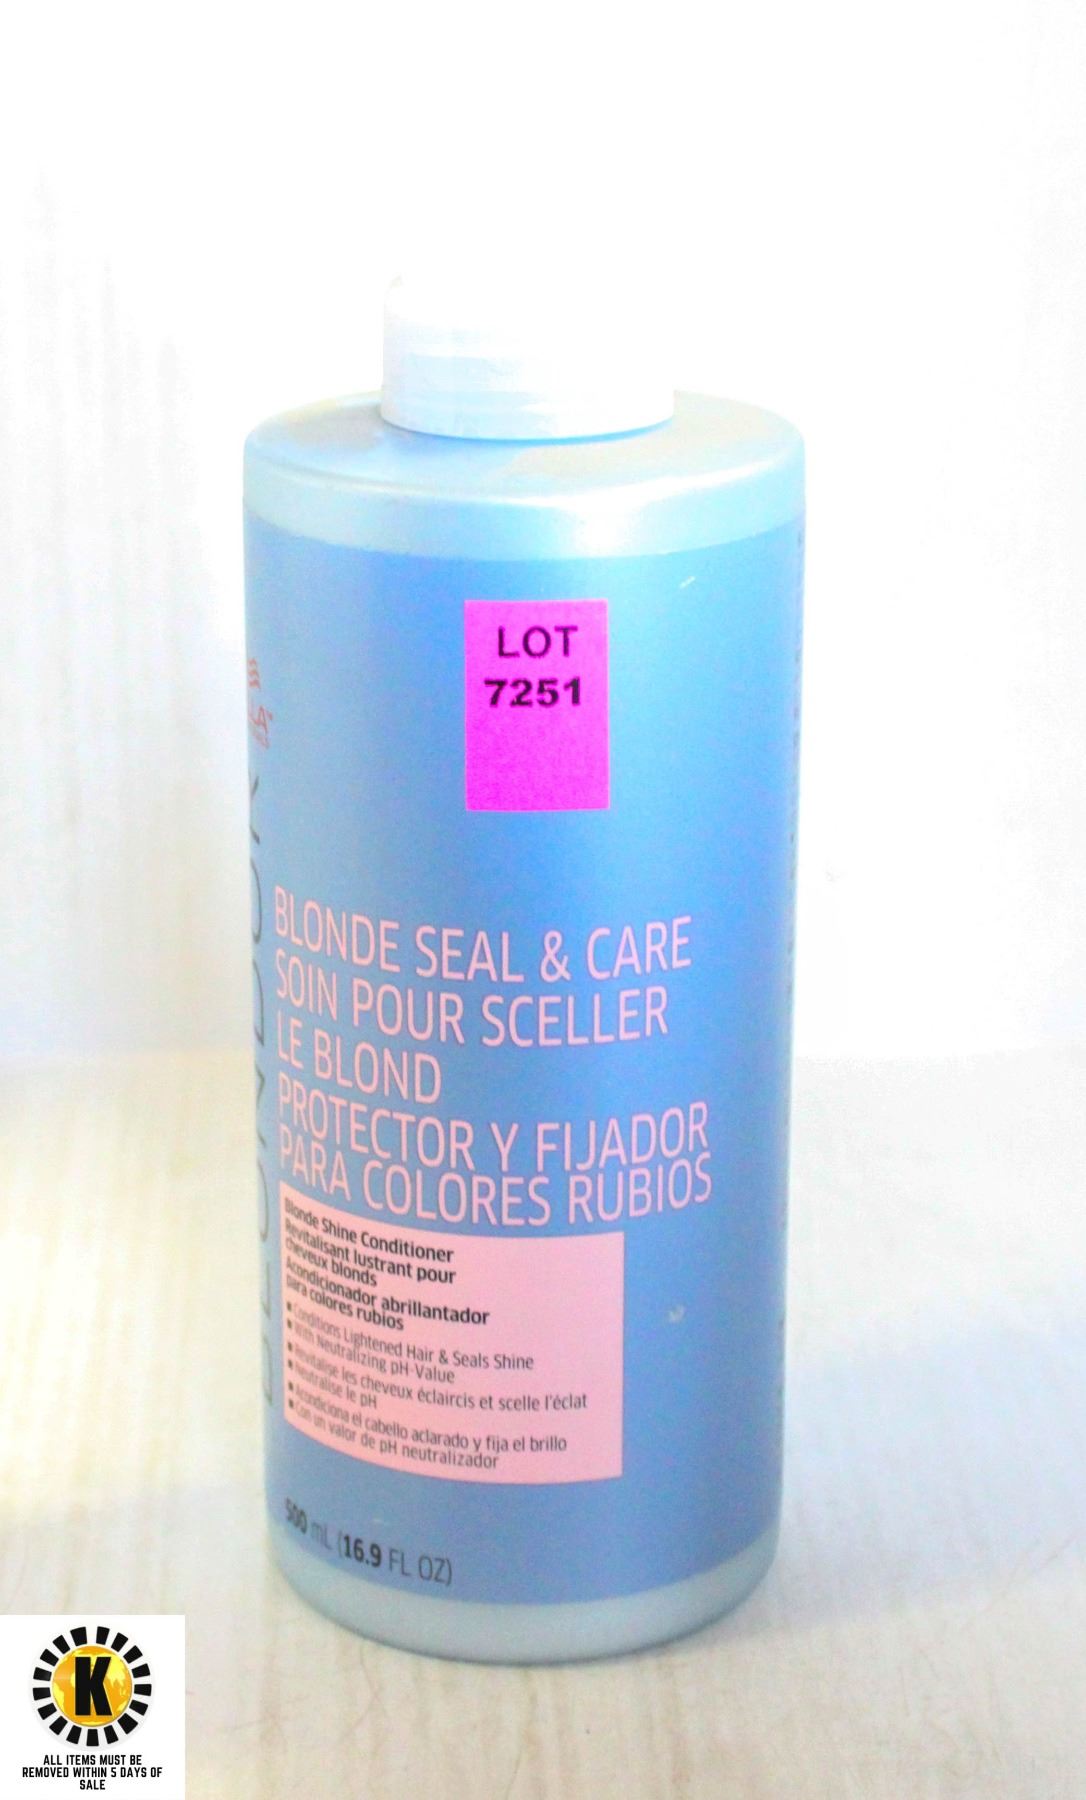 LOT
7251
BLONDE SEAL & CARE
SOIN POUR SCELLER
LE BLOND
PROTECTOR Y FIJADOR
PARA COLORES RUBIOS
Blonde Shine Conditioner
Revitalisant lustrant pour
cheveux blonds
Acondicionador abrillantador
para colores rubios
▪ Conditions Lightened Hair & Seals Shine
▪ With Neutralizing pH-Value
▪ Revitalise les cheveux éclaircis et scelle l'éclat
▪ Neutralise le pH
▪ Acondiciona el cabello aclarado y fija el brillo
▪ Con un valor de pH neutralizador
500 mL (16.9 FL OZ)
K
ALL ITEMS MUST BE
REMOVED WITHIN 5 DAYS OF
SALE